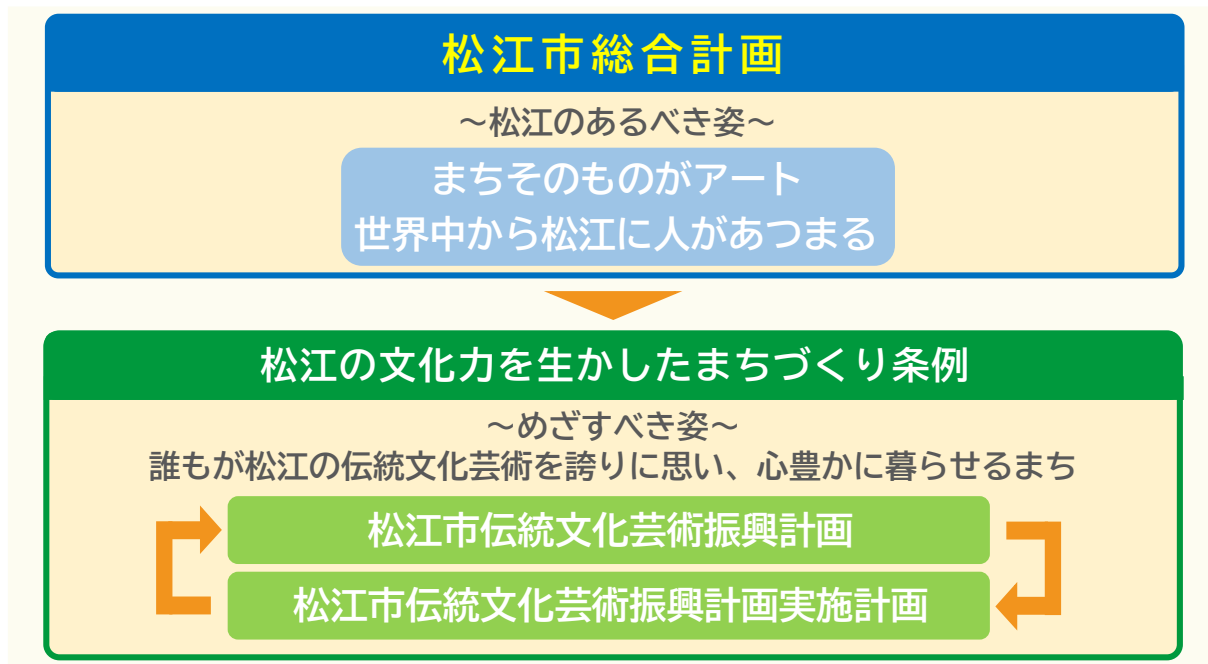 松江市総合計画
～松江のあるべき姿～
まちそのものがアート
世界中から松江に人があつまる
松江の文化力を生かしたまちづくり条例
～めざすべき姿～
誰もが松江の伝統文化芸術を誇りに思い、心豊かに暮らせるまち
松江市伝統文化芸術振興計画
松江市伝統文化芸術振興計画実施計画